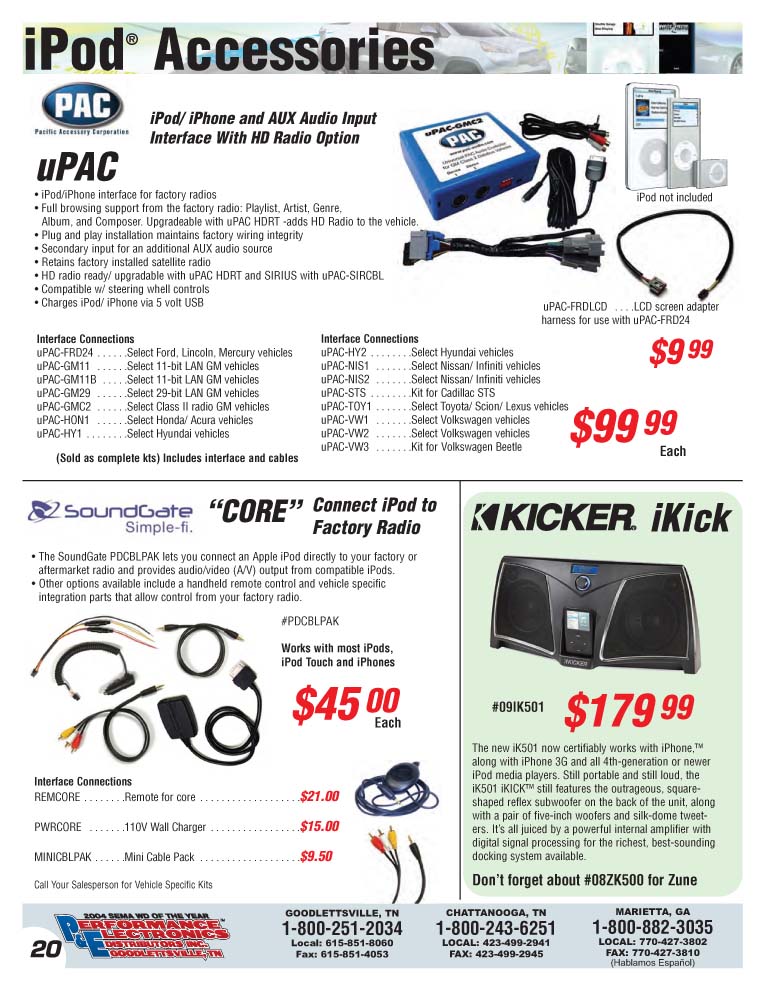 iPod® Accessories
PAC
Pacific Accessory Corporation
iPod/ iPhone and AUX Audio Input
Interface With HD Radio Option
uPAC
• iPod/iPhone interface for factory radios
• Full browsing support from the factory radio: Playlist, Artist, Genre,
Album, and Composer. Upgradeable with uPAC HDRT -adds HD Radio to the vehicle.
• Plug and play installation maintains factory wiring integrity
• Secondary input for an additional AUX audio source
• Retains factory installed satellite radio
• HD radio ready/ upgradable with uPAC HDRT and SIRIUS with uPAC-SIRCBL
• Compatible w/ steering whell controls
• Charges iPod/ iPhone via 5 volt USB
uPAC-GMC2
PAC
iPod not included
uPAC-FRDLCD . . . .LCD screen adapter
harness for use with uPAC-FRD24
$9 99
Interface Connections
uPAC-FRD24 . . . . . .Select Ford, Lincoln, Mercury vehicles
uPAC-GM11 . . . . . .Select 11-bit LAN GM vehicles
uPAC-GM11B . . . . .Select 11-bit LAN GM vehicles
uPAC-GM29 . . . . . .Select 29-bit LAN GM vehicles
uPAC-GMC2 . . . . . .Select Class II radio GM vehicles
uPAC-HON1 . . . . . .Select Honda/ Acura vehicles
uPAC-HY1 . . . . . . . .Select Hyundai vehicles
(Sold as complete kts) Includes interface and cables
Interface Connections
uPAC-HY2 . . . . . . . .Select Hyundai vehicles
uPAC-NIS1 . . . . . . .Select Nissan/ Infiniti vehicles
uPAC-NIS2 . . . . . . .Select Nissan/ Infiniti vehicles
uPAC-STS . . . . . . . .Kit for Cadillac STS
uPAC-TOY1 . . . . . . .Select Toyota/ Scion/ Lexus vehicles
uPAC-VW1 . . . . . . .Select Volkswagen vehicles
uPAC-VW2 . . . . . . .Select Volkswagen vehicles
uPAC-VW3 . . . . . . .Kit for Volkswagen Beetle
$99 99
Each
SoundGate
Simple-fi.
“CORE” Connect iPod to
Factory Radio
• The SoundGate PDCBLPAK lets you connect an Apple iPod directly to your factory or
aftermarket radio and provides audio/video (A/V) output from compatible iPods.
• Other options available include a handheld remote control and vehicle specific
integration parts that allow control from your factory radio.
#PDCBLPAK
Works with most iPods,
iPod Touch and iPhones
$45 00
Each
Interface Connections
REMCORE . . . . . . . .Remote for core . . . . . . . . . . . . . . . . . . .$21.00
PWRCORE . . . . . . .110V Wall Charger . . . . . . . . . . . . . . . . .$15.00
MINICBLPAK . . . . . .Mini Cable Pack . . . . . . . . . . . . . . . . . . .$9.50
Call Your Salesperson for Vehicle Specific Kits
KICKER® iKick
KICKER
#09IK501
$179 99
The new iK501 now certifiably works with iPhone,™
along with iPhone 3G and all 4th-generation or newer
iPod media players. Still portable and still loud, the
iK501 iKICK™ still features the outrageous, square-
shaped reflex subwoofer on the back of the unit, along
with a pair of five-inch woofers and silk-dome tweet-
ers. It’s all juiced by a powerful internal amplifier with
digital signal processing for the richest, best-sounding
docking system available.
Don’t forget about #08ZK500 for Zune
20
2004 SEMA WD OF THE YEAR
PERFORMANCE
& ELECTRONICS
DISTRIBUTORS INC.
GOODLETTSVILLE, TN
GOODLETTSVILLE, TN
1-800-251-2034
Local: 615-851-8060
Fax: 615-851-4053
CHATTANOOGA, TN
1-800-243-6251
LOCAL: 423-499-2941
FAX: 423-499-2945
MARIETTA, GA
1-800-882-3035
LOCAL: 770-427-3802
FAX: 770-427-3810
(Hablamos Español)